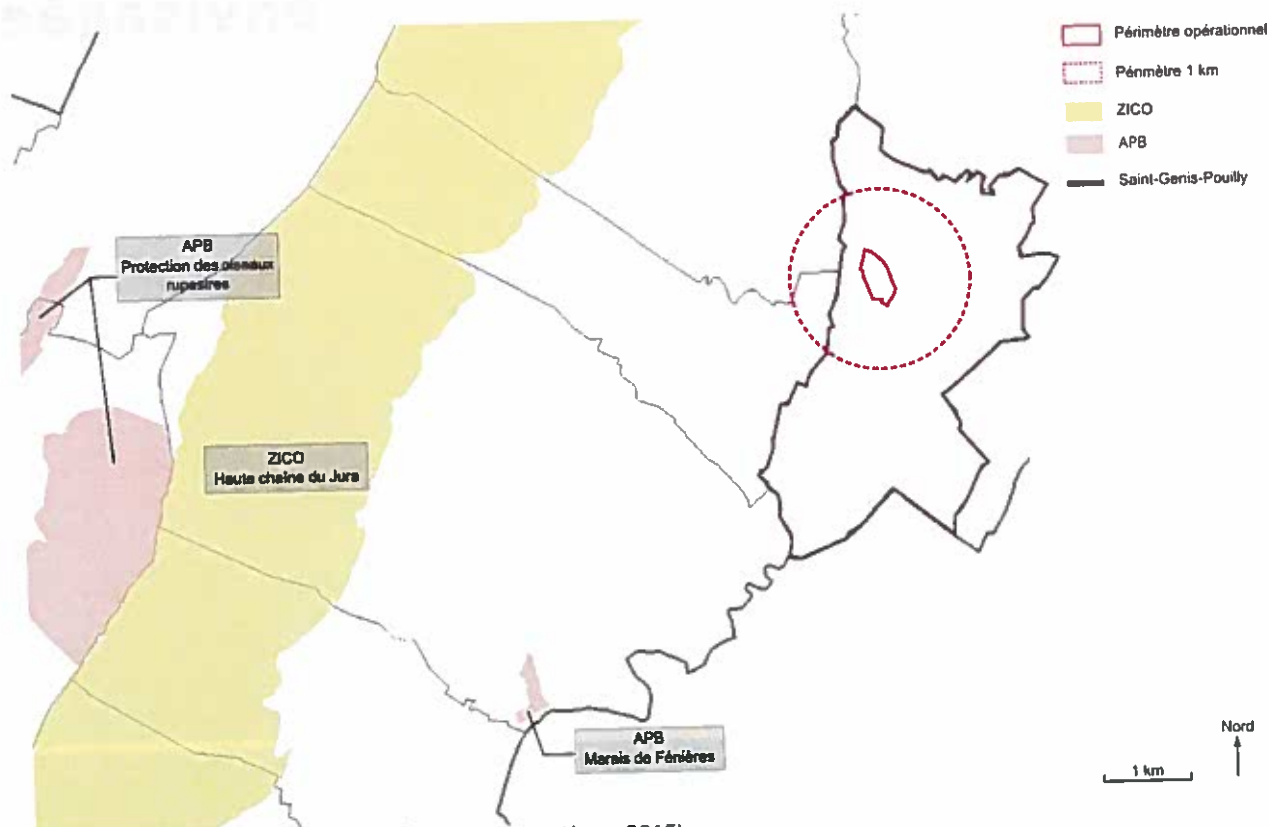 Périmètre opérationnel
Pénmètre 1 km
ZICO
APB
Saint-Genis-Pouilly
APB
Protection des oiseaux
rupestres
ZICO
Haute chaîne du Jura
APB
Marais de Fénières
Nord
1 km